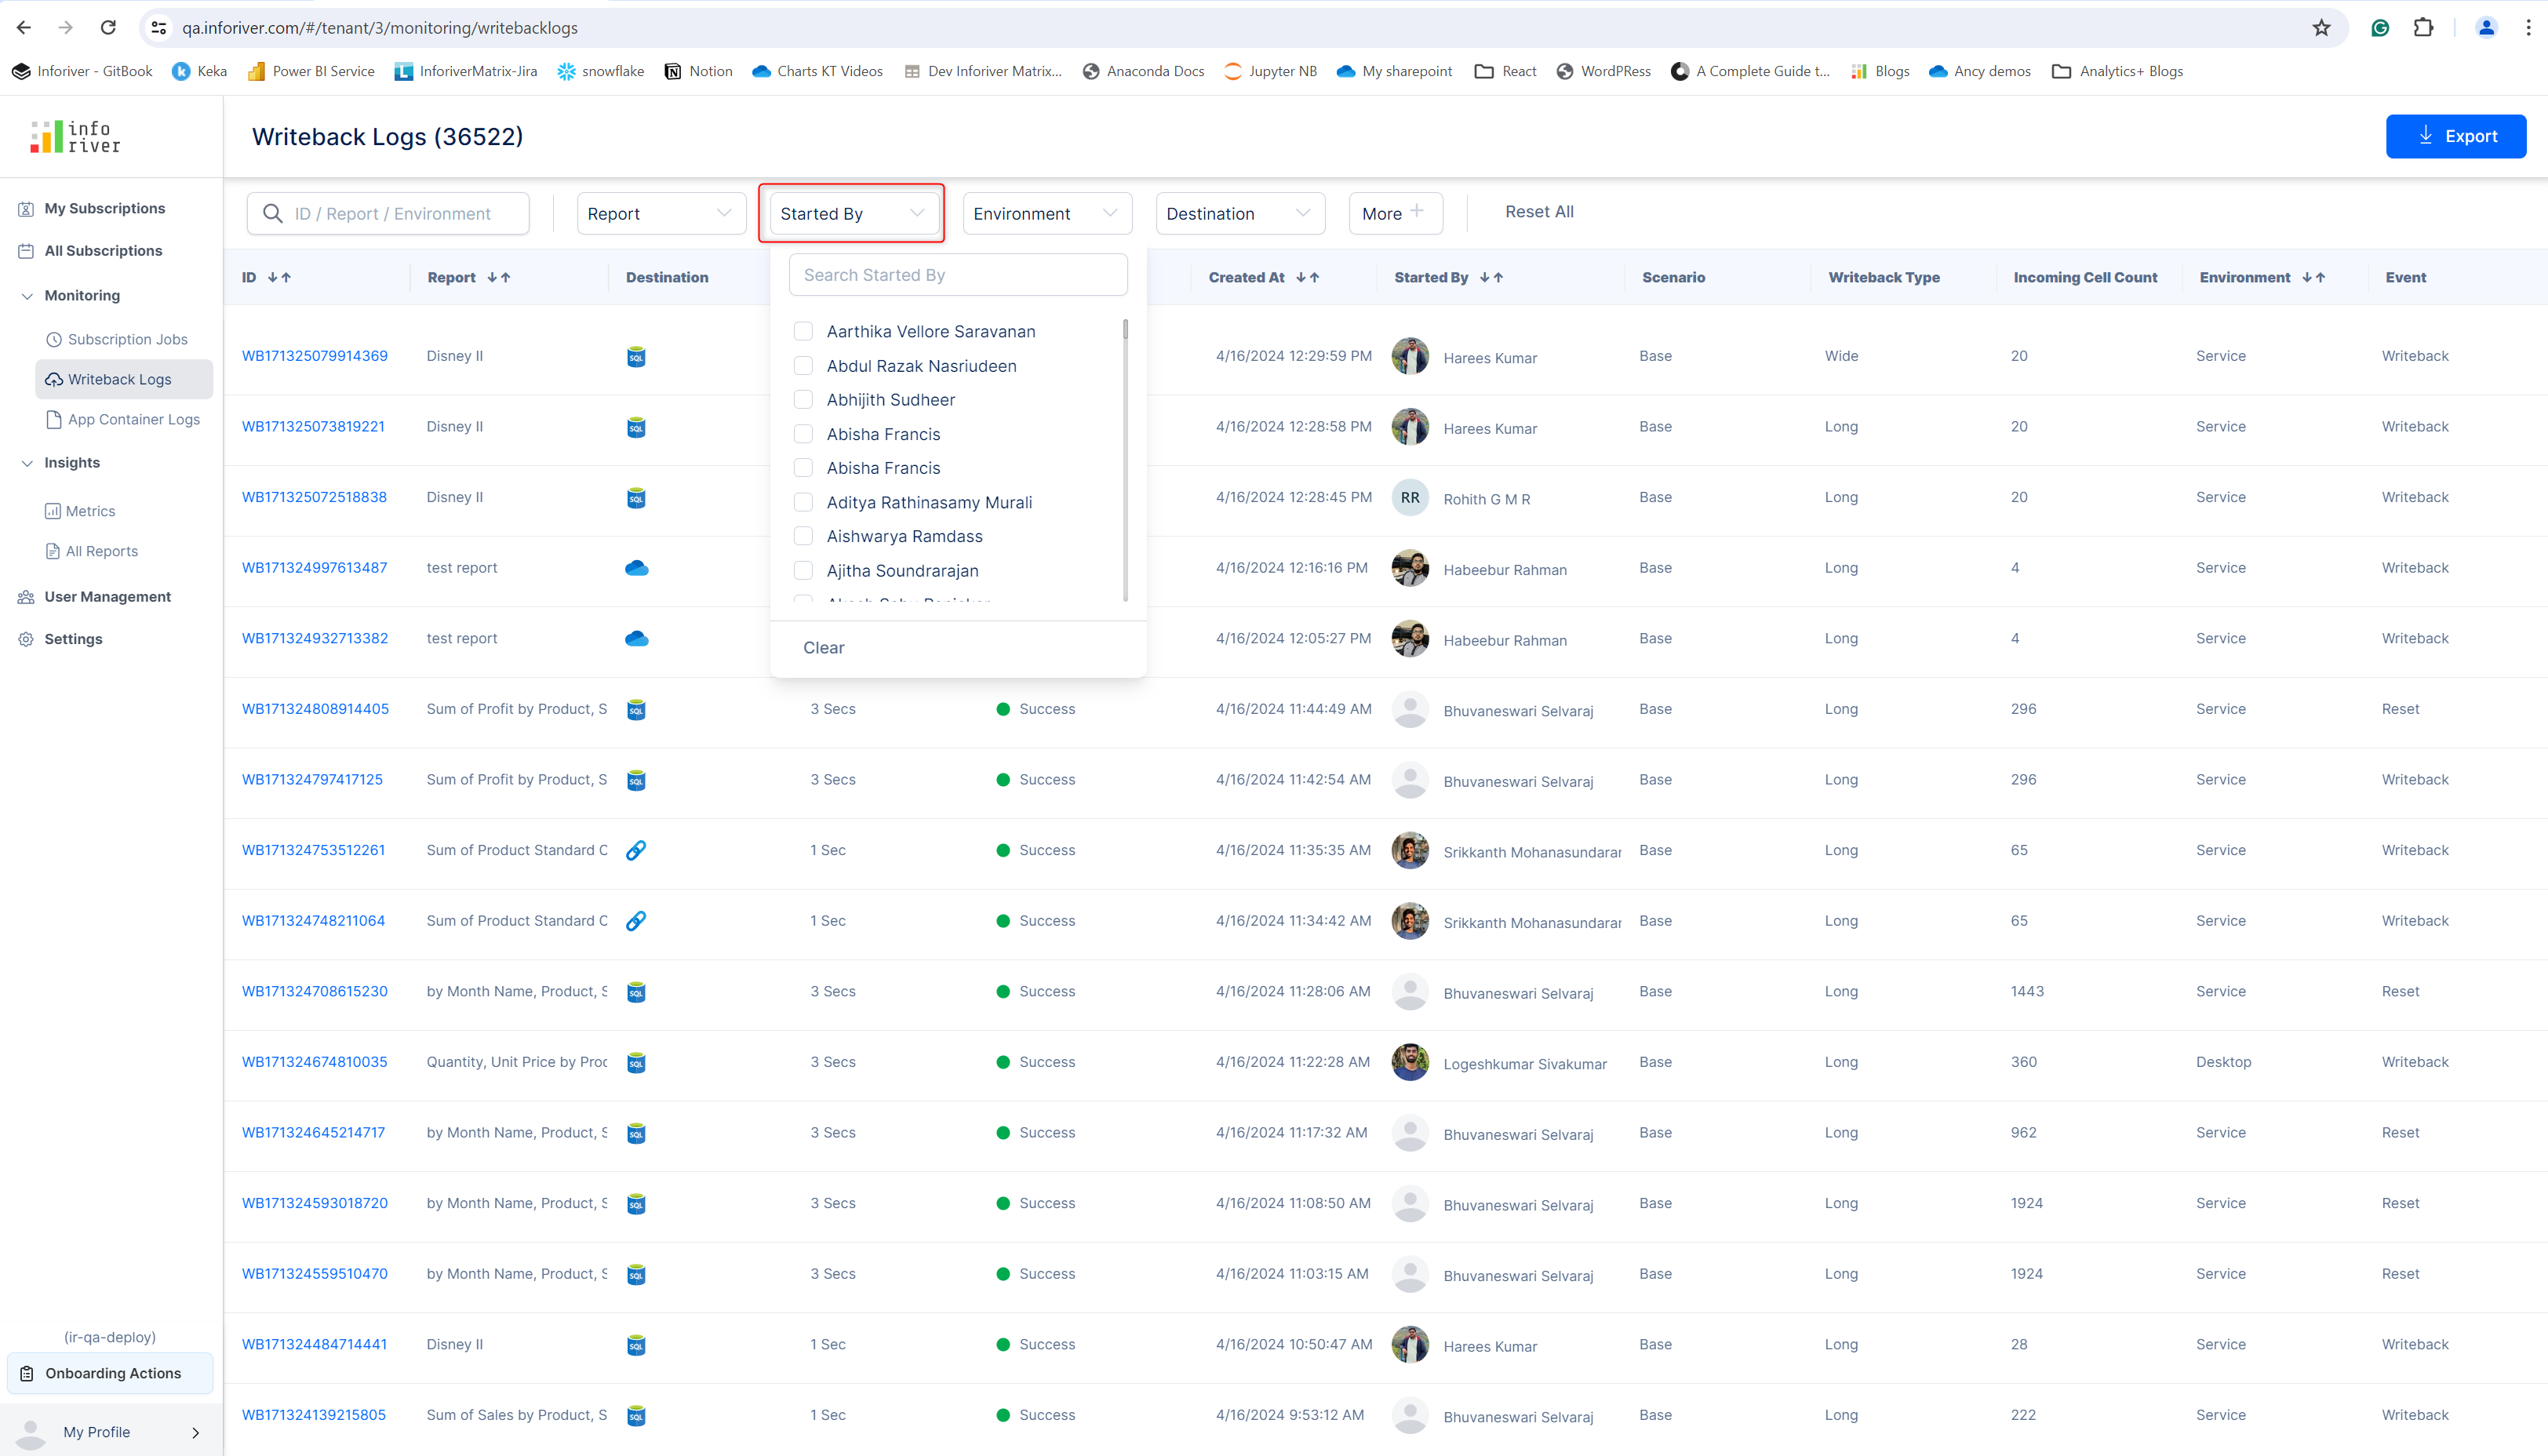 qa.inforiver.com/#/tenant/3/monitoring/writebacklogs
Inforiver - GitBook Keka Power BI Service InforiverMatrix-Jira snowflake Notion Charts KT Videos Dev Inforiver Matrix... Anaconda Docs Jupyter NB My sharepoint React WordPRess A Complete Guide t... Blogs Ancy demos Analytics+ Blogs
info
river
Writeback Logs (36522)
Export
My Subscriptions
All Subscriptions
Monitoring
Subscription Jobs
Writeback Logs
App Container Logs
Insights
Metrics
All Reports
User Management
Settings
(ir-qa-deploy)
Onboarding Actions
My Profile
ID / Report / Environment Report Started By Environment Destination More Reset All
ID Report Destination Created At Started By Scenario Writeback Type Incoming Cell Count Environment Event
Search Started By
Aarthika Vellore Saravanan
Abdul Razak Nasriudeen
Abhijith Sudheer
Abisha Francis
Abisha Francis
Aditya Rathinasamy Murali
Aishwarya Ramdass
Ajitha Soundrarajan
Clear
WB171325079914369 Disney II SQL 4/16/2024 12:29:59 PM Harees Kumar Base Wide 20 Service Writeback
WB171325073819221 Disney II SQL 4/16/2024 12:28:58 PM Harees Kumar Base Long 20 Service Writeback
WB171325072518838 Disney II SQL 4/16/2024 12:28:45 PM RR Rohith G M R Base Long 20 Service Writeback
WB171324997613487 test report 4/16/2024 12:16:16 PM Habeebur Rahman Base Long 4 Service Writeback
WB171324932713382 test report 4/16/2024 12:05:27 PM Habeebur Rahman Base Long 4 Service Writeback
WB171324808914405 Sum of Profit by Product, S SQL 3 Secs Success 4/16/2024 11:44:49 AM Bhuvaneswari Selvaraj Base Long 296 Service Reset
WB171324797417125 Sum of Profit by Product, S SQL 3 Secs Success 4/16/2024 11:42:54 AM Bhuvaneswari Selvaraj Base Long 296 Service Writeback
WB171324753512261 Sum of Product Standard C 1 Sec Success 4/16/2024 11:35:35 AM Srikkanth Mohanasundarar Base Long 65 Service Writeback
WB171324748211064 Sum of Product Standard C 1 Sec Success 4/16/2024 11:34:42 AM Srikkanth Mohanasundarar Base Long 65 Service Writeback
WB171324708615230 by Month Name, Product, S SQL 3 Secs Success 4/16/2024 11:28:06 AM Bhuvaneswari Selvaraj Base Long 1443 Service Reset
WB171324674810035 Quantity, Unit Price by Proc SQL 3 Secs Success 4/16/2024 11:22:28 AM Logeshkumar Sivakumar Base Long 360 Desktop Writeback
WB171324645214717 by Month Name, Product, S SQL 3 Secs Success 4/16/2024 11:17:32 AM Bhuvaneswari Selvaraj Base Long 962 Service Reset
WB171324593018720 by Month Name, Product, S SQL 3 Secs Success 4/16/2024 11:08:50 AM Bhuvaneswari Selvaraj Base Long 1924 Service Reset
WB171324559510470 by Month Name, Product, S SQL 3 Secs Success 4/16/2024 11:03:15 AM Bhuvaneswari Selvaraj Base Long 1924 Service Reset
WB171324484714441 Disney II SQL 1 Sec Success 4/16/2024 10:50:47 AM Harees Kumar Base Long 28 Service Writeback
WB171324139215805 Sum of Sales by Product, S SQL 1 Sec Success 4/16/2024 9:53:12 AM Bhuvaneswari Selvaraj Base Long 222 Service Writeback